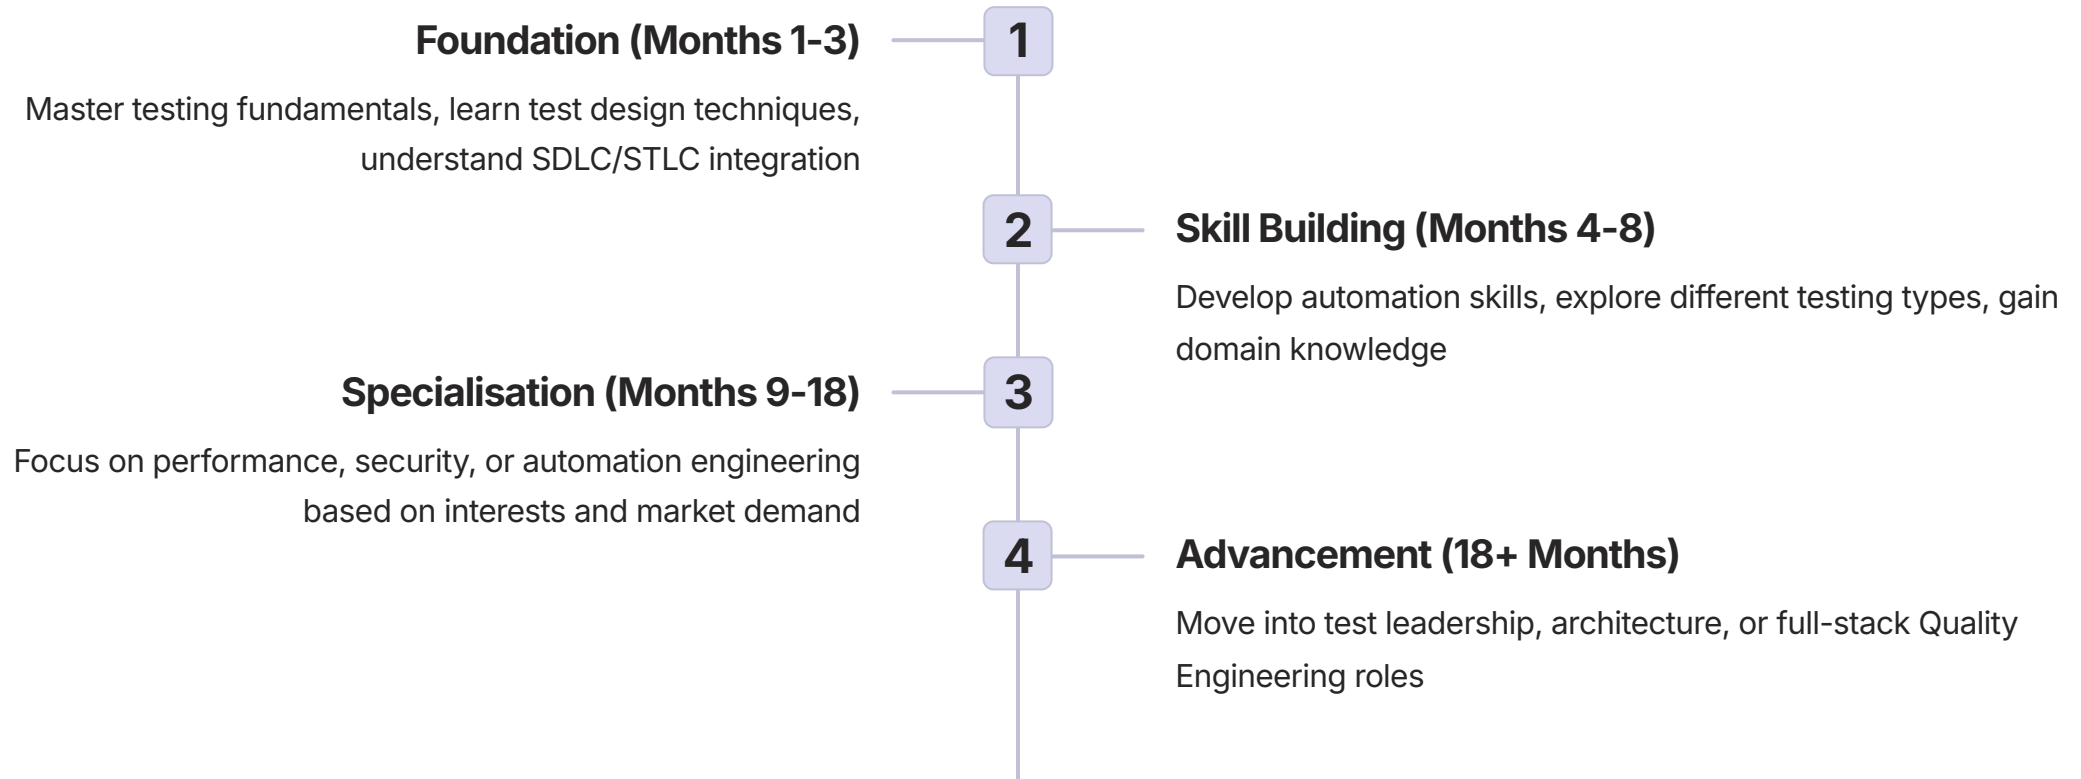 1
Foundation (Months 1-3)
Master testing fundamentals, learn test design techniques,
understand SDLC/STLC integration
2
Skill Building (Months 4-8)
Develop automation skills, explore different testing types, gain
domain knowledge
3
Specialisation (Months 9-18)
Focus on performance, security, or automation engineering
based on interests and market demand
4
Advancement (18+ Months)
Move into test leadership, architecture, or full-stack Quality
Engineering roles